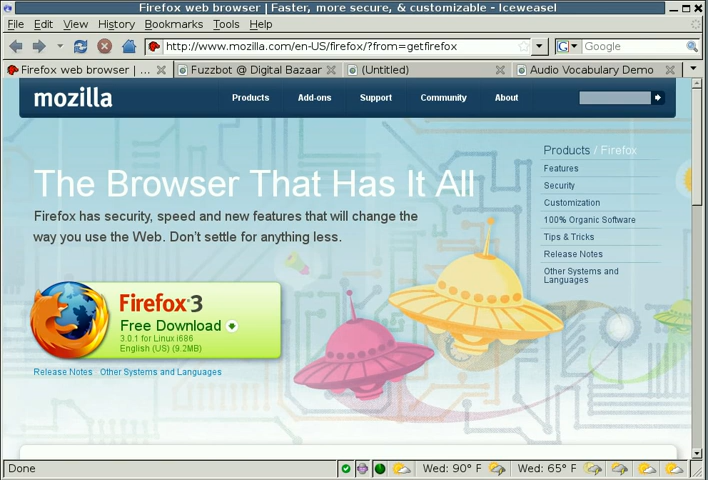 Firefox web browser | Faster, more secure, & customizable - Iceweasel
File Edit View History Bookmarks Tools Help
http://www.mozilla.com/en-US/firefox/?from=getfirefox
G Google
Firefox web browser | ... Fuzzbot @ Digital Bazaar (Untitled) Audio Vocabulary Demo
mozilla Products Add-ons Support Community About
Products / Firefox
Features
Security
Customization
100% Organic Software
Tips & Tricks
Release Notes
Other Systems and
Languages
The Browser That Has It All
Firefox has security, speed and new features that will change the
way you use the Web. Don't settle for anything less.
Firefox 3
Free Download
3.0.1 for Linux i686
English (US) (9.2MB)
Release Notes Other Systems and Languages
Done Wed: 90° F Wed: 65° F